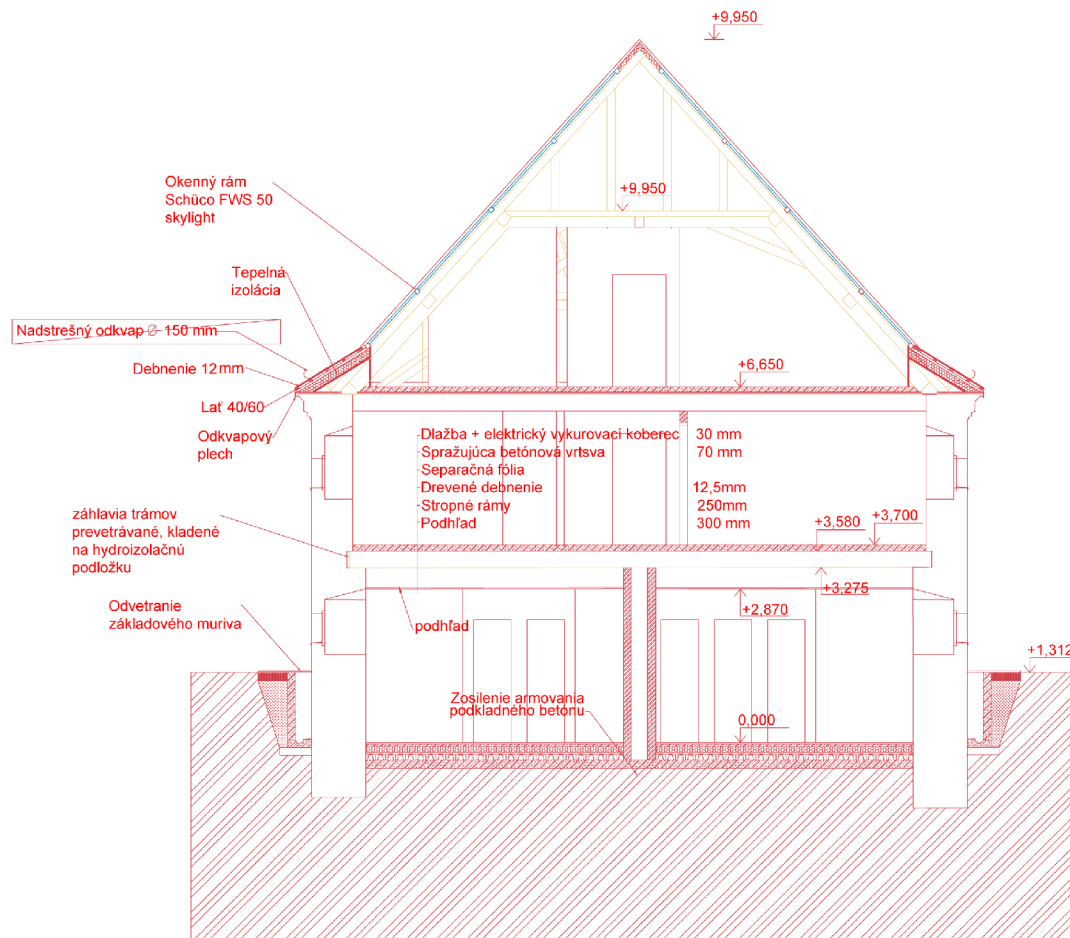 +9,950
Okenný rám
Schüco FWS 50
skylight
+9,950
Tepelná
izolácia
Nadstrešný odkvap ∅ 150 mm
Debnenie 12mm
+6,650
Lať 40/60
Odkvapový
plech
Dlažba + elektrický vykurovací koberec 30 mm
Spražujúca betónová vrtsva 70 mm
Separačná fólia
Drevené debnenie 12,5mm
Stropné rámy 250mm
Podhľad 300 mm
záhlavia trámov
prevetrávané, kladené
na hydroizolačnú
podložku
+3,580
+3,700
+3,275
Odvetranie
základového muriva
+2,870
podhľad
+1,312
Zosilenie armovania
podkladného betónu
0,000